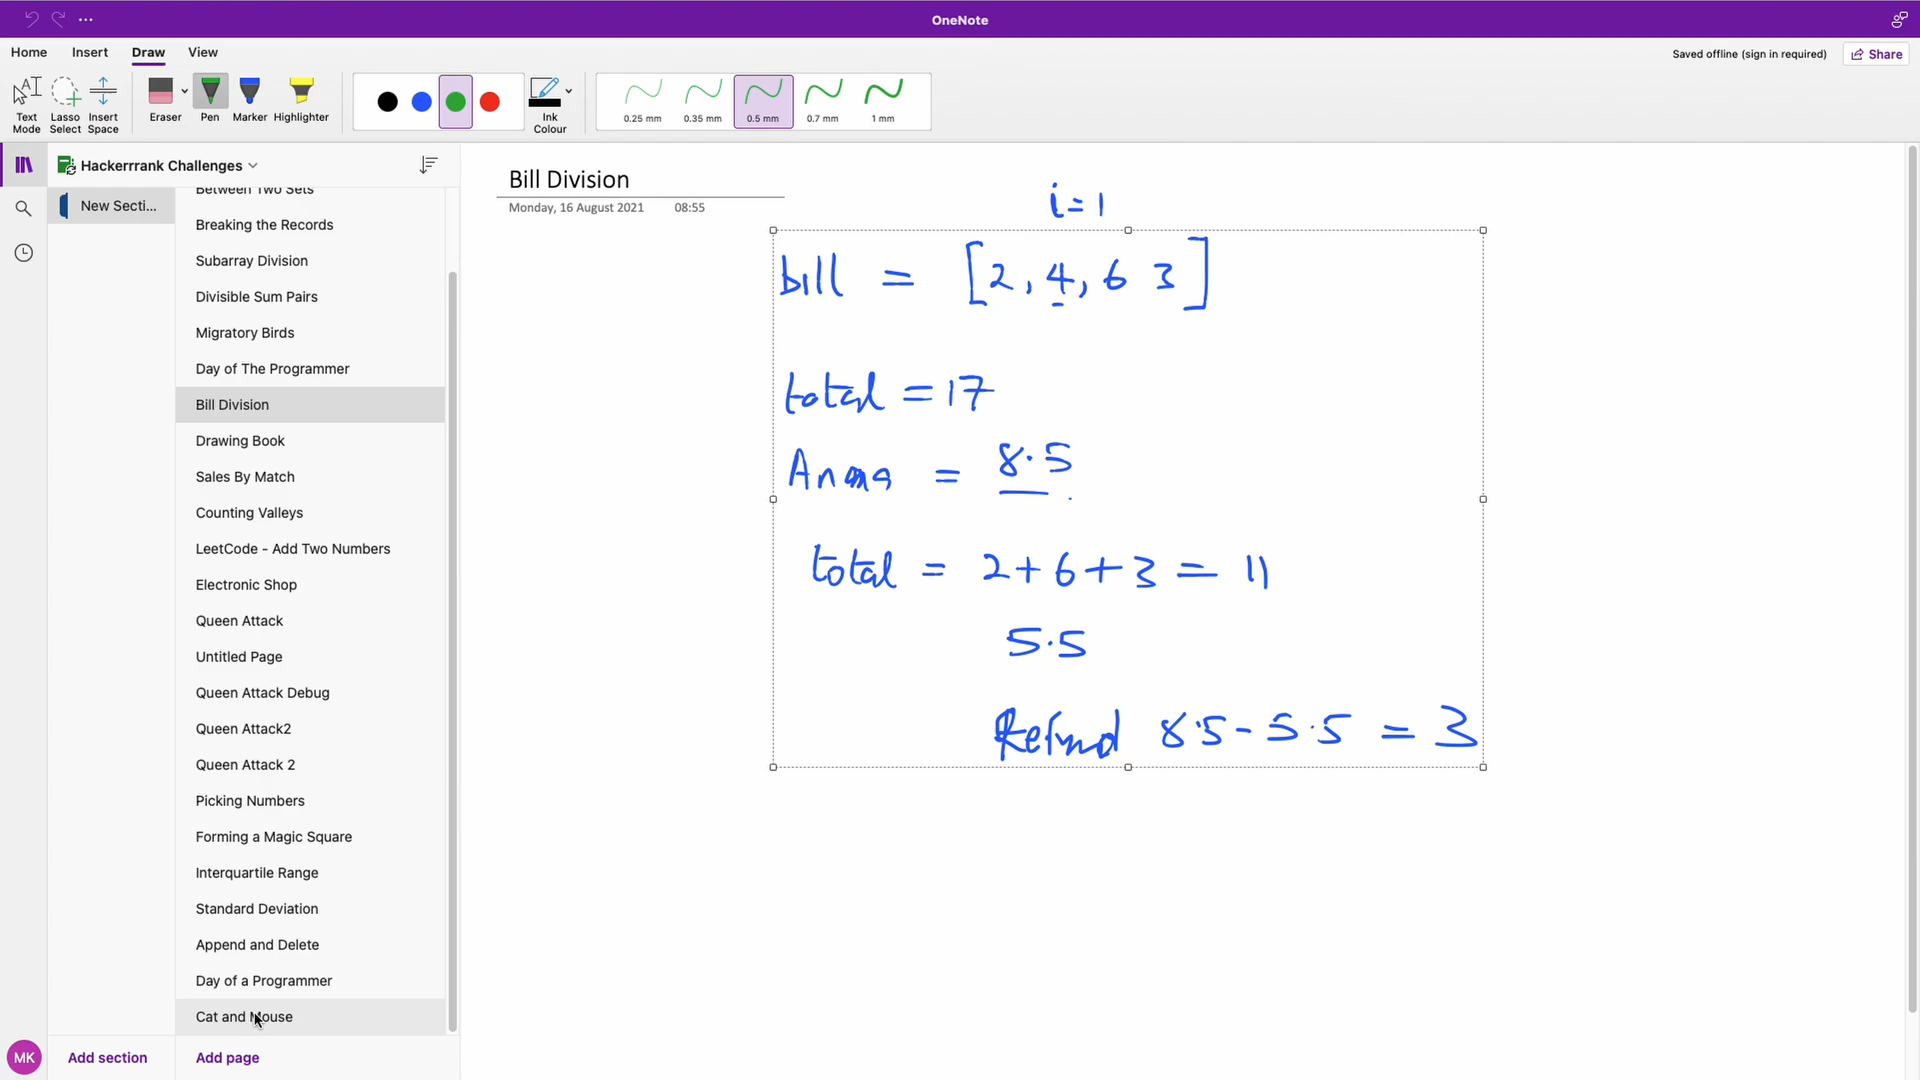 OneNote
Home Insert Draw View
Saved offline (sign in required) Share
Text Mode
Lasso Select
Insert Space
Eraser
Pen
Marker
Highlighter
Ink Colour
0.25 mm
0.35 mm
0.5 mm
0.7 mm
1 mm
Hackerrrank Challenges
New Secti...
Between Two Sets
Breaking the Records
Subarray Division
Divisible Sum Pairs
Migratory Birds
Day of The Programmer
Bill Division
Drawing Book
Sales By Match
Counting Valleys
LeetCode - Add Two Numbers
Electronic Shop
Queen Attack
Untitled Page
Queen Attack Debug
Queen Attack2
Queen Attack 2
Picking Numbers
Forming a Magic Square
Interquartile Range
Standard Deviation
Append and Delete
Day of a Programmer
Cat and Mouse
MK
Add section
Add page
Bill Division
Monday, 16 August 2021 08:55
i = 1
bill = [2, 4, 6 3]
total = 17
Anna = 8.5
total = 2+6+3 = 11
5.5
Refund 8.5 - 5.5 = 3